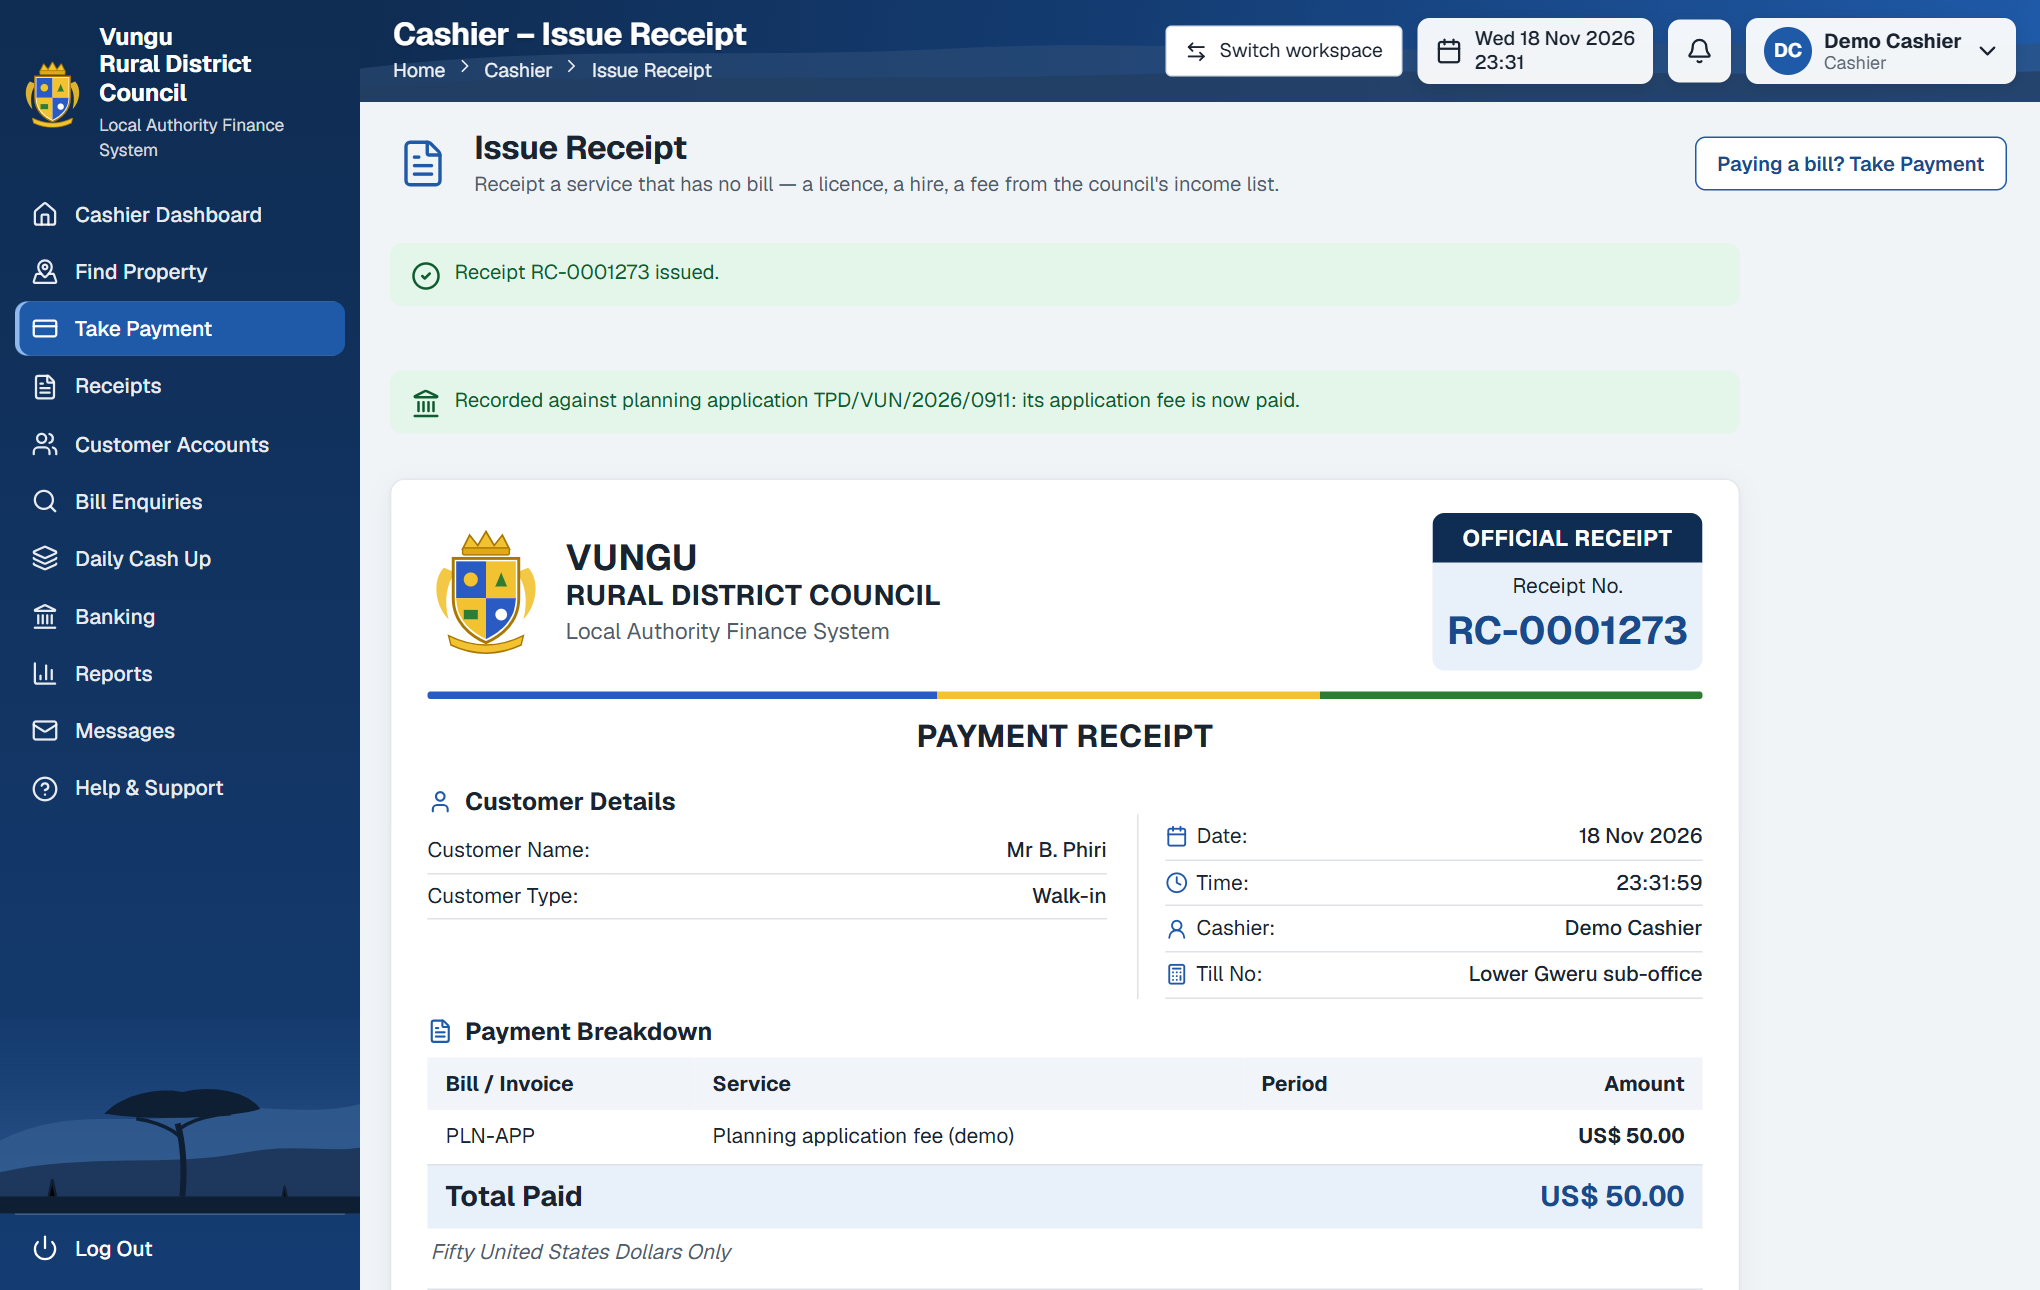 Vungu
Rural District
Council
Local Authority Finance
System
Cashier Dashboard
Find Property
Take Payment
Receipts
Customer Accounts
Bill Enquiries
Daily Cash Up
Banking
Reports
Messages
Help & Support
Log Out
Cashier – Issue Receipt
Home > Cashier > Issue Receipt
Switch workspace
Wed 18 Nov 2026
23:31
DC
Demo Cashier
Cashier
Issue Receipt
Receipt a service that has no bill — a licence, a hire, a fee from the council's income list.
Paying a bill? Take Payment
Receipt RC-0001273 issued.
Recorded against planning application TPD/VUN/2026/0911: its application fee is now paid.
VUNGU
RURAL DISTRICT COUNCIL
Local Authority Finance System
OFFICIAL RECEIPT
Receipt No.
RC-0001273
PAYMENT RECEIPT
Customer Details
Customer Name: Mr B. Phiri
Customer Type: Walk-in
Date: 18 Nov 2026
Time: 23:31:59
Cashier: Demo Cashier
Till No: Lower Gweru sub-office
Payment Breakdown
Bill / Invoice Service Period Amount
PLN-APP Planning application fee (demo) US$ 50.00
Total Paid US$ 50.00
Fifty United States Dollars Only